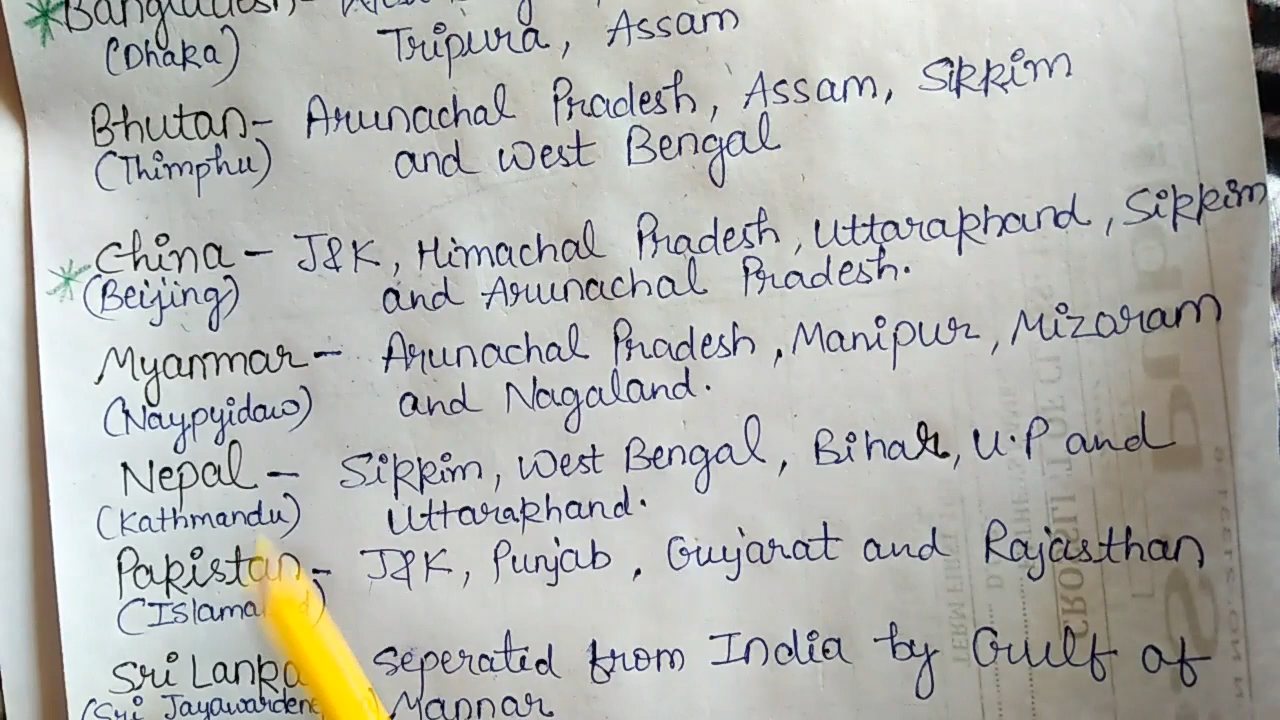 *Bangladesh,-
(Dhaka) Tripura, Assam
Bhutan- Arunachal Pradesh, Assam, Sikkim
(Thimphu) and West Bengal
*China - J&K, Himachal Pradesh, Uttarakhand, Sikkim
(Beijing) and Arunachal Pradesh.
Myanmar - Arunachal Pradesh, Manipur, Mizoram
(Naypyidaw) and Nagaland.
Nepal - Sikkim, West Bengal, Bihar, U.P and
(Kathmandu) Uttarakhand.
Pakistan - J&K, Punjab, Gujarat and Rajasthan
Sri Lanka seperated from India by Gulf of
(Sri Mannar